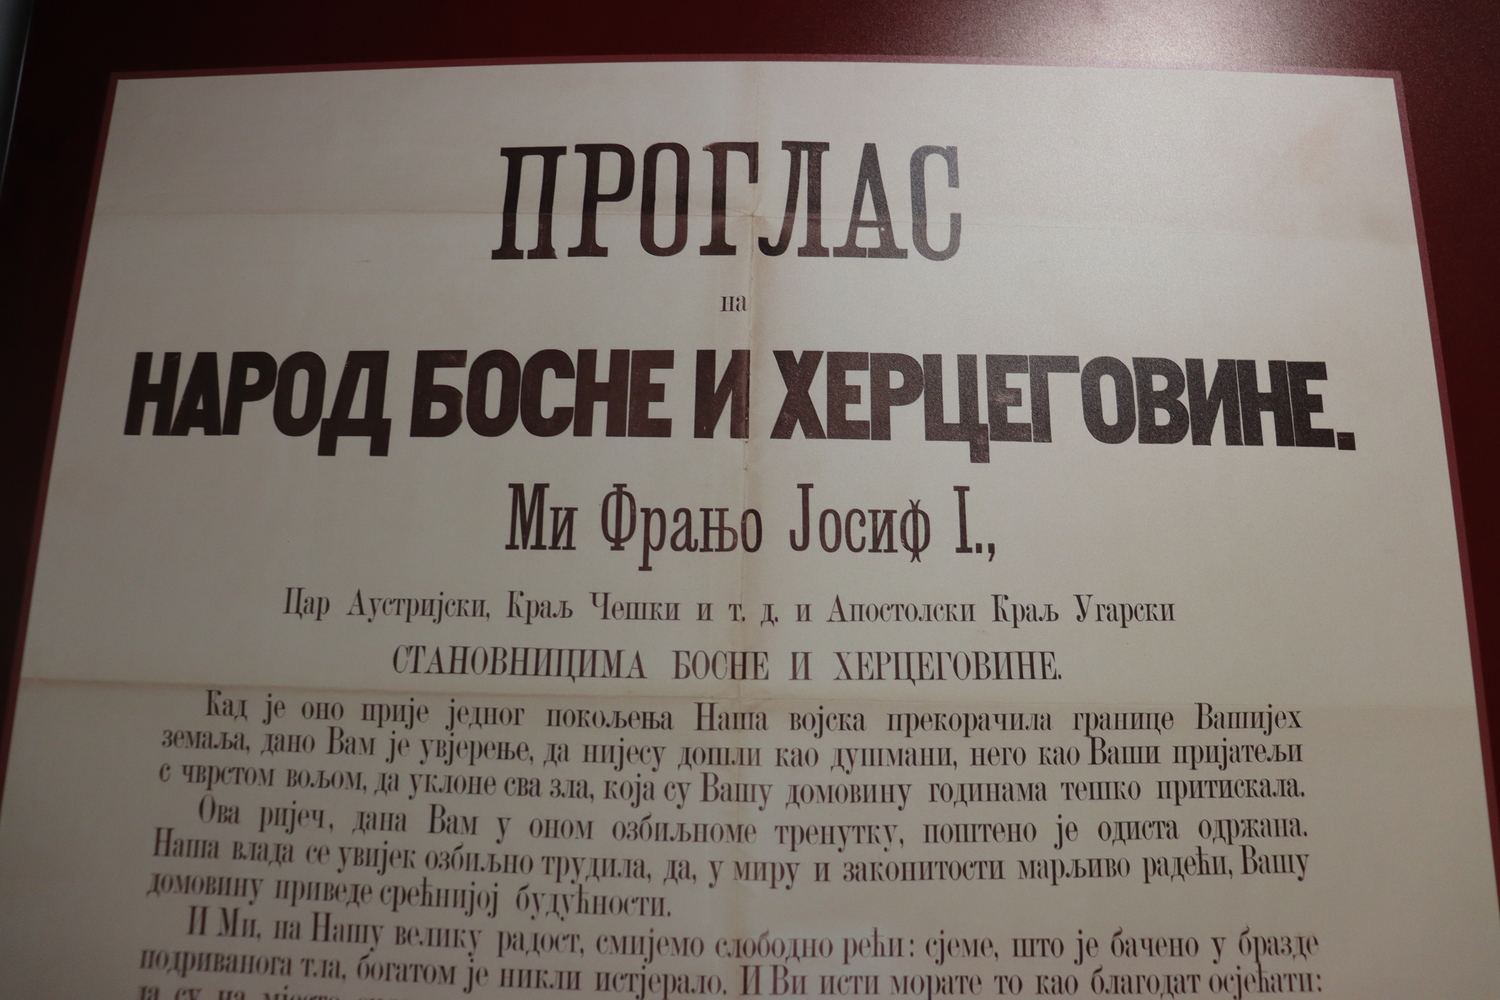 ПРОГЛАС
на
НАРОД БОСНЕ И ХЕРЦЕГОВИНЕ.
Ми Фрањо Јосиф I.,
Цар Аустријски, Краљ Чешки и т. д. и Апостолски Краљ Угарски
СТАНОВНИЦИМА БОСНЕ И ХЕРЦЕГОВИНЕ.
Кад је оно прије једног покољења Наша војска прекорачила границе Вашијех
земаља, дано Вам је увјерење, да нијесу дошли као душмани, него као Ваши пријатељи
с чврстом вољом, да уклоне сва зла, која су Вашу домовину годинама тешко притискала.
Ова ријеч, дана Вам у оном озбиљноме тренутку, поштено је одиста одржана.
Наша влада се увијек озбиљно трудила, да, у миру и законитости марљиво радећи, Вашу
домовину приведе срећнијој будућности.
И Ми, на Нашу велику радост, смијемо слободно рећи: сјеме, што је бачено у бразде
подриванога тла, богатом је никли истјерало. И Ви исти морате то као благодат осјећати:
да су на мјесто